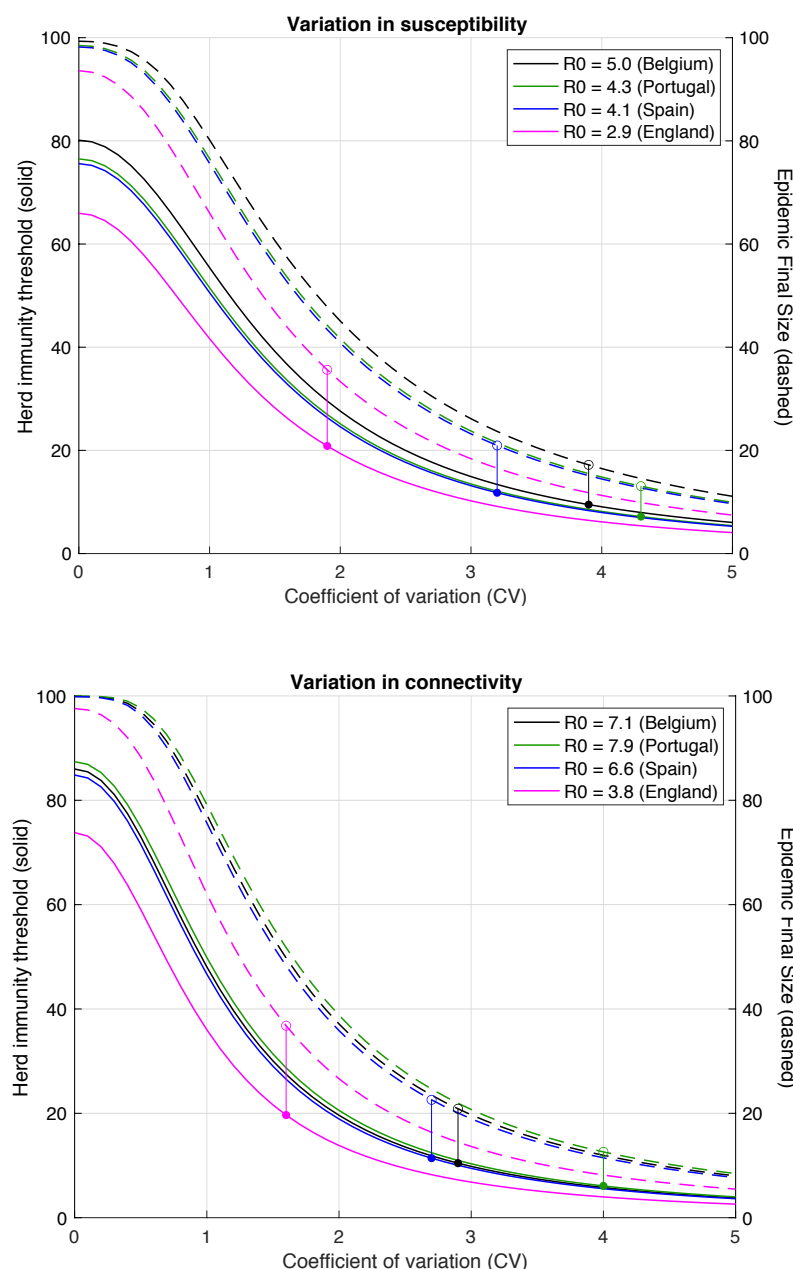 Variation in susceptibility
100
80
60
40
20
0
Herd immunity threshold (solid)
R0 = 5.0 (Belgium)
R0 = 4.3 (Portugal)
R0 = 4.1 (Spain)
R0 = 2.9 (England)
100
80
60
40
20
0
Epidemic Final Size (dashed)
0 1 2 3 4 5
Coefficient of variation (CV)
Variation in connectivity
100
80
60
40
20
0
Herd immunity threshold (solid)
R0 = 7.1 (Belgium)
R0 = 7.9 (Portugal)
R0 = 6.6 (Spain)
R0 = 3.8 (England)
100
80
60
40
20
0
Epidemic Final Size (dashed)
0 1 2 3 4 5
Coefficient of variation (CV)